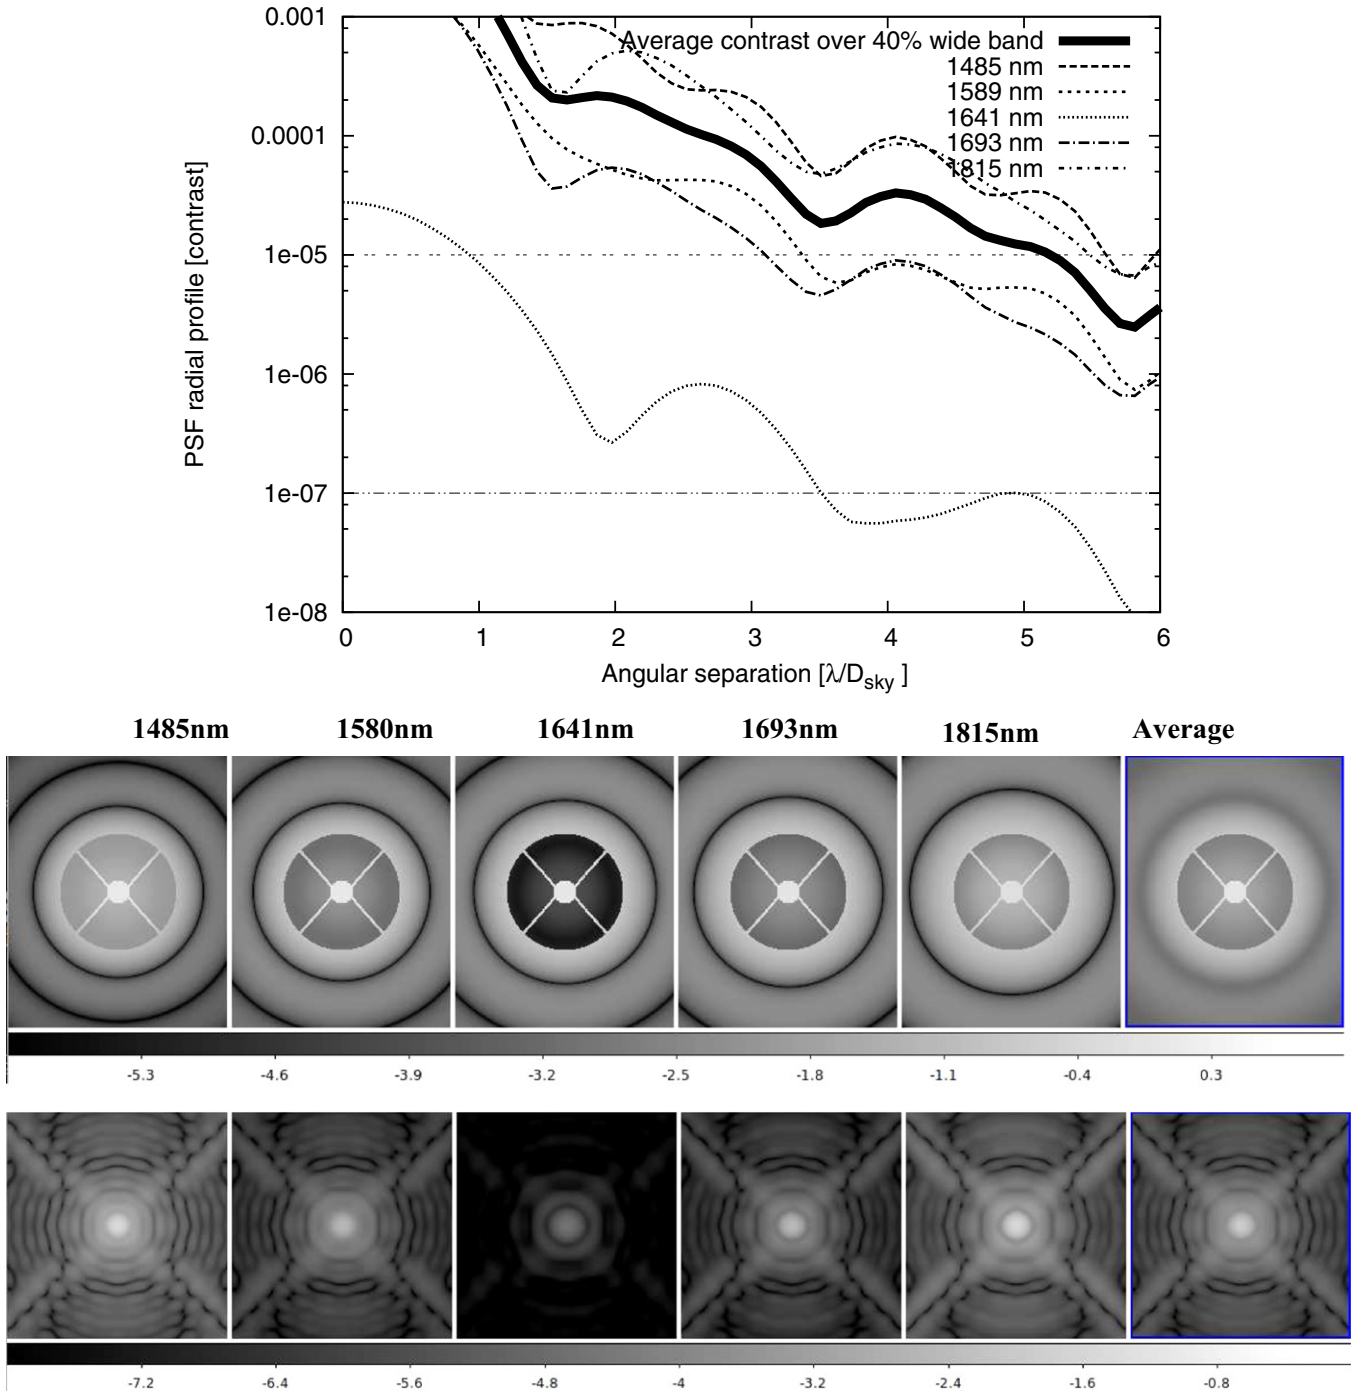 0.001
0.0001
1e-05
1e-06
1e-07
1e-08
PSF radial profile [contrast]
Average contrast over 40% wide band
1485 nm
1589 nm
1641 nm
1693 nm
1815 nm
0 1 2 3 4 5 6
Angular separation [λ/Dsky ]
1485nm 1580nm 1641nm 1693nm 1815nm Average
-5.3 -4.6 -3.9 -3.2 -2.5 -1.8 -1.1 -0.4 0.3
-7.2 -6.4 -5.6 -4.8 -4 -3.2 -2.4 -1.6 -0.8